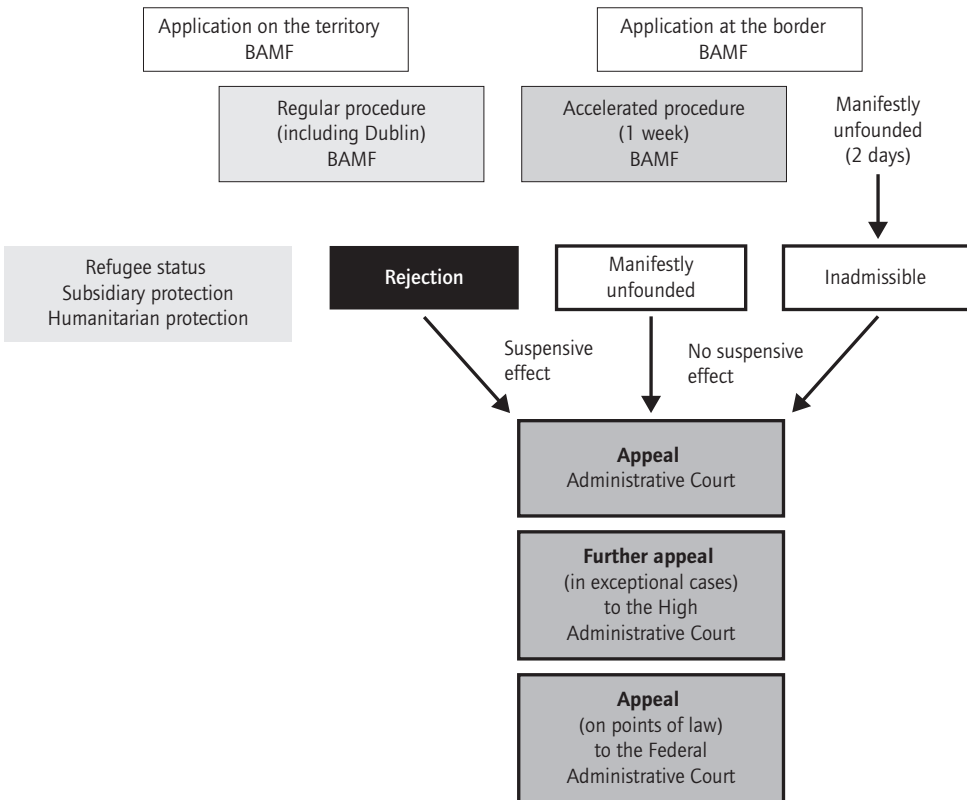 Application on the territory
BAMF
Application at the border
BAMF
Regular procedure
(including Dublin)
BAMF
Accelerated procedure
(1 week)
BAMF
Manifestly
unfounded
(2 days)
Refugee status
Subsidiary protection
Humanitarian protection
Rejection
Manifestly
unfounded
Inadmissible
Suspensive
effect
No suspensive
effect
Appeal
Administrative Court
Further appeal
(in exceptional cases)
to the High
Administrative Court
Appeal
(on points of law)
to the Federal
Administrative Court